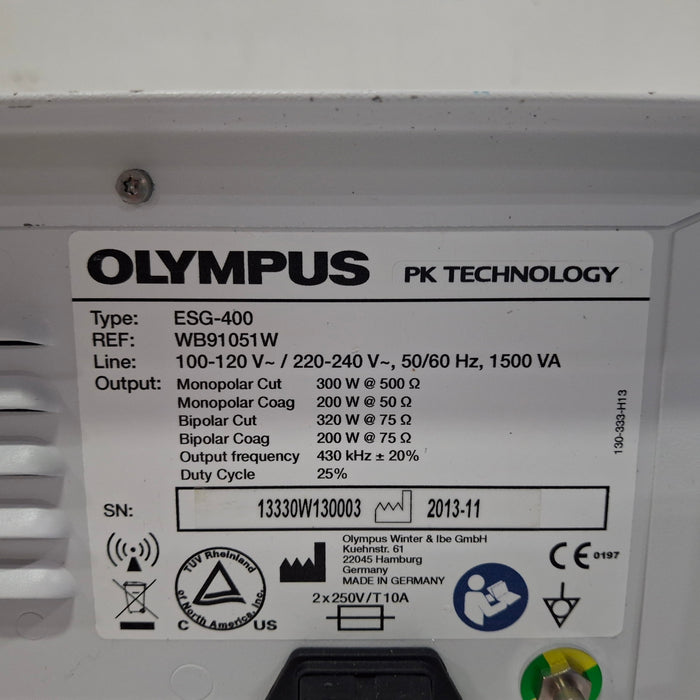 OLYMPUS PK TECHNOLOGY
Type: ESG-400
REF: WB91051W
Line: 100-120 V~ / 220-240 V~, 50/60 Hz, 1500 VA
Output: Monopolar Cut 300 W @ 500 Ω
Monopolar Coag 200 W @ 50 Ω
Bipolar Cut 320 W @ 75 Ω
Bipolar Coag 200 W @ 75 Ω
Output frequency 430 kHz ± 20%
Duty Cycle 25%
130-333-H13
SN: 13330W130003 2013-11
TÜV Rheinland
of North America, Inc.
C US
Olympus Winter & Ibe GmbH
Kuehnstr. 61
22045 Hamburg
Germany
MADE IN GERMANY
2x250V/T10A
CE 0197